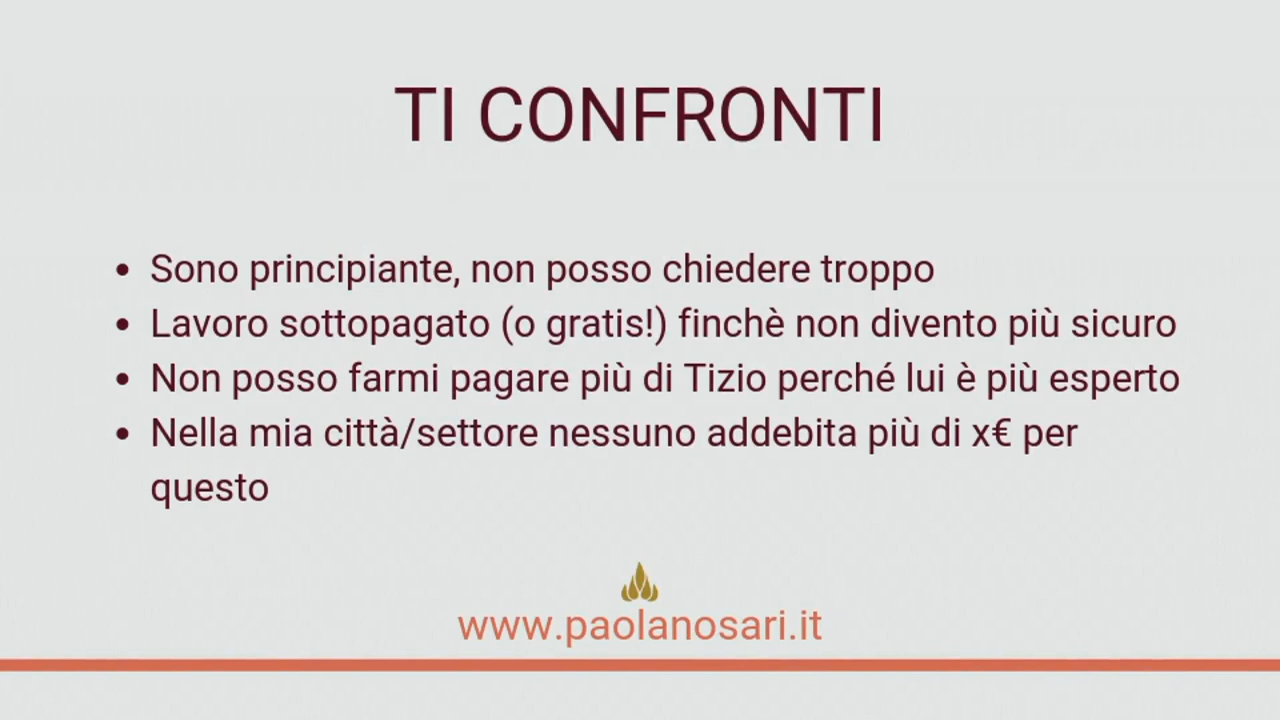 TI CONFRONTI
• Sono principiante, non posso chiedere troppo
• Lavoro sottopagato (o gratis!) finchè non divento più sicuro
• Non posso farmi pagare più di Tizio perché lui è più esperto
• Nella mia città/settore nessuno addebita più di x€ per
questo
www.paolanosari.it